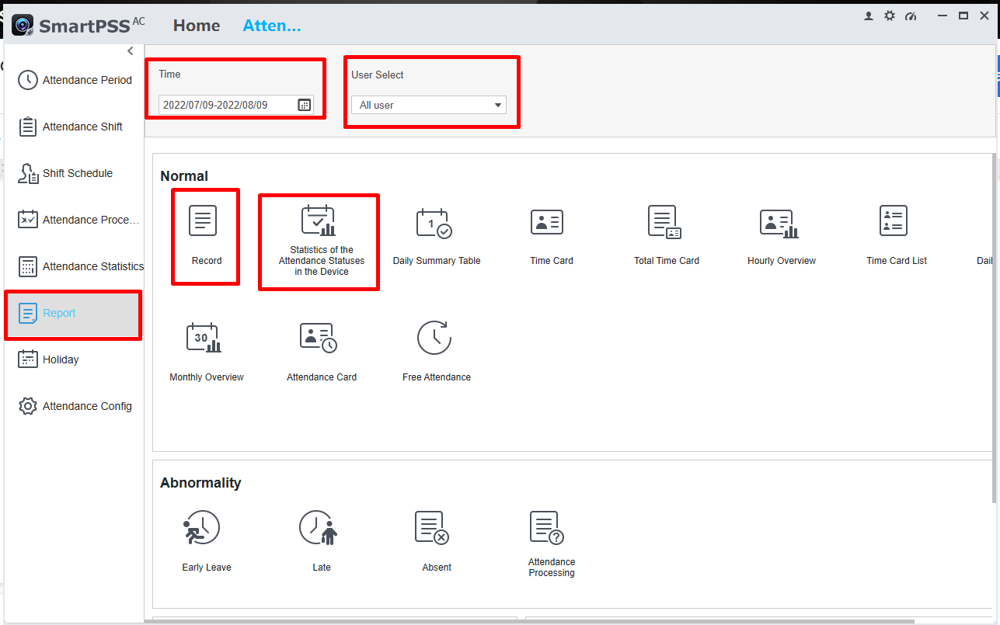 SmartPSS AC
Home
Atten...
Attendance Period
Attendance Shift
Shift Schedule
Attendance Proce...
Attendance Statistics
Report
Holiday
Attendance Config
Time
2022/07/09-2022/08/09
User Select
All user
Normal
Record
Statistics of the
Attendance Statuses
in the Device
1
Daily Summary Table
Time Card
Total Time Card
Hourly Overview
Time Card List
Dail
30
Monthly Overview
Attendance Card
Free Attendance
Abnormality
Early Leave
Late
Absent
?
Attendance
Processing